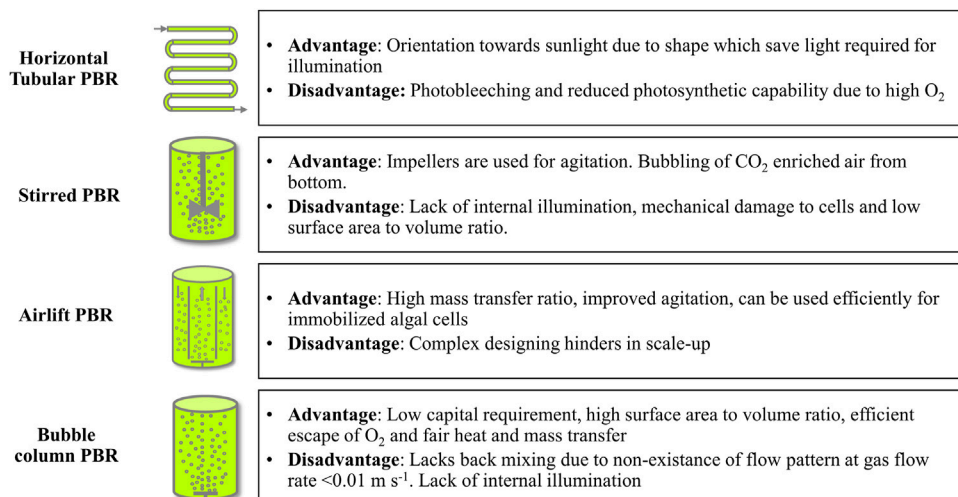 Horizontal
Tubular PBR
• Advantage: Orientation towards sunlight due to shape which save light required for
illumination
• Disadvantage: Photobleeching and reduced photosynthetic capability due to high O₂
Stirred PBR
• Advantage: Impellers are used for agitation. Bubbling of CO₂ enriched air from
bottom.
• Disadvantage: Lack of internal illumination, mechanical damage to cells and low
surface area to volume ratio.
Airlift PBR
• Advantage: High mass transfer ratio, improved agitation, can be used efficiently for
immobilized algal cells
• Disadvantage: Complex designing hinders in scale-up
Bubble
column PBR
• Advantage: Low capital requirement, high surface area to volume ratio, efficient
escape of O₂ and fair heat and mass transfer
• Disadvantage: Lacks back mixing due to non-existance of flow pattern at gas flow
rate <0.01 m s⁻¹. Lack of internal illumination